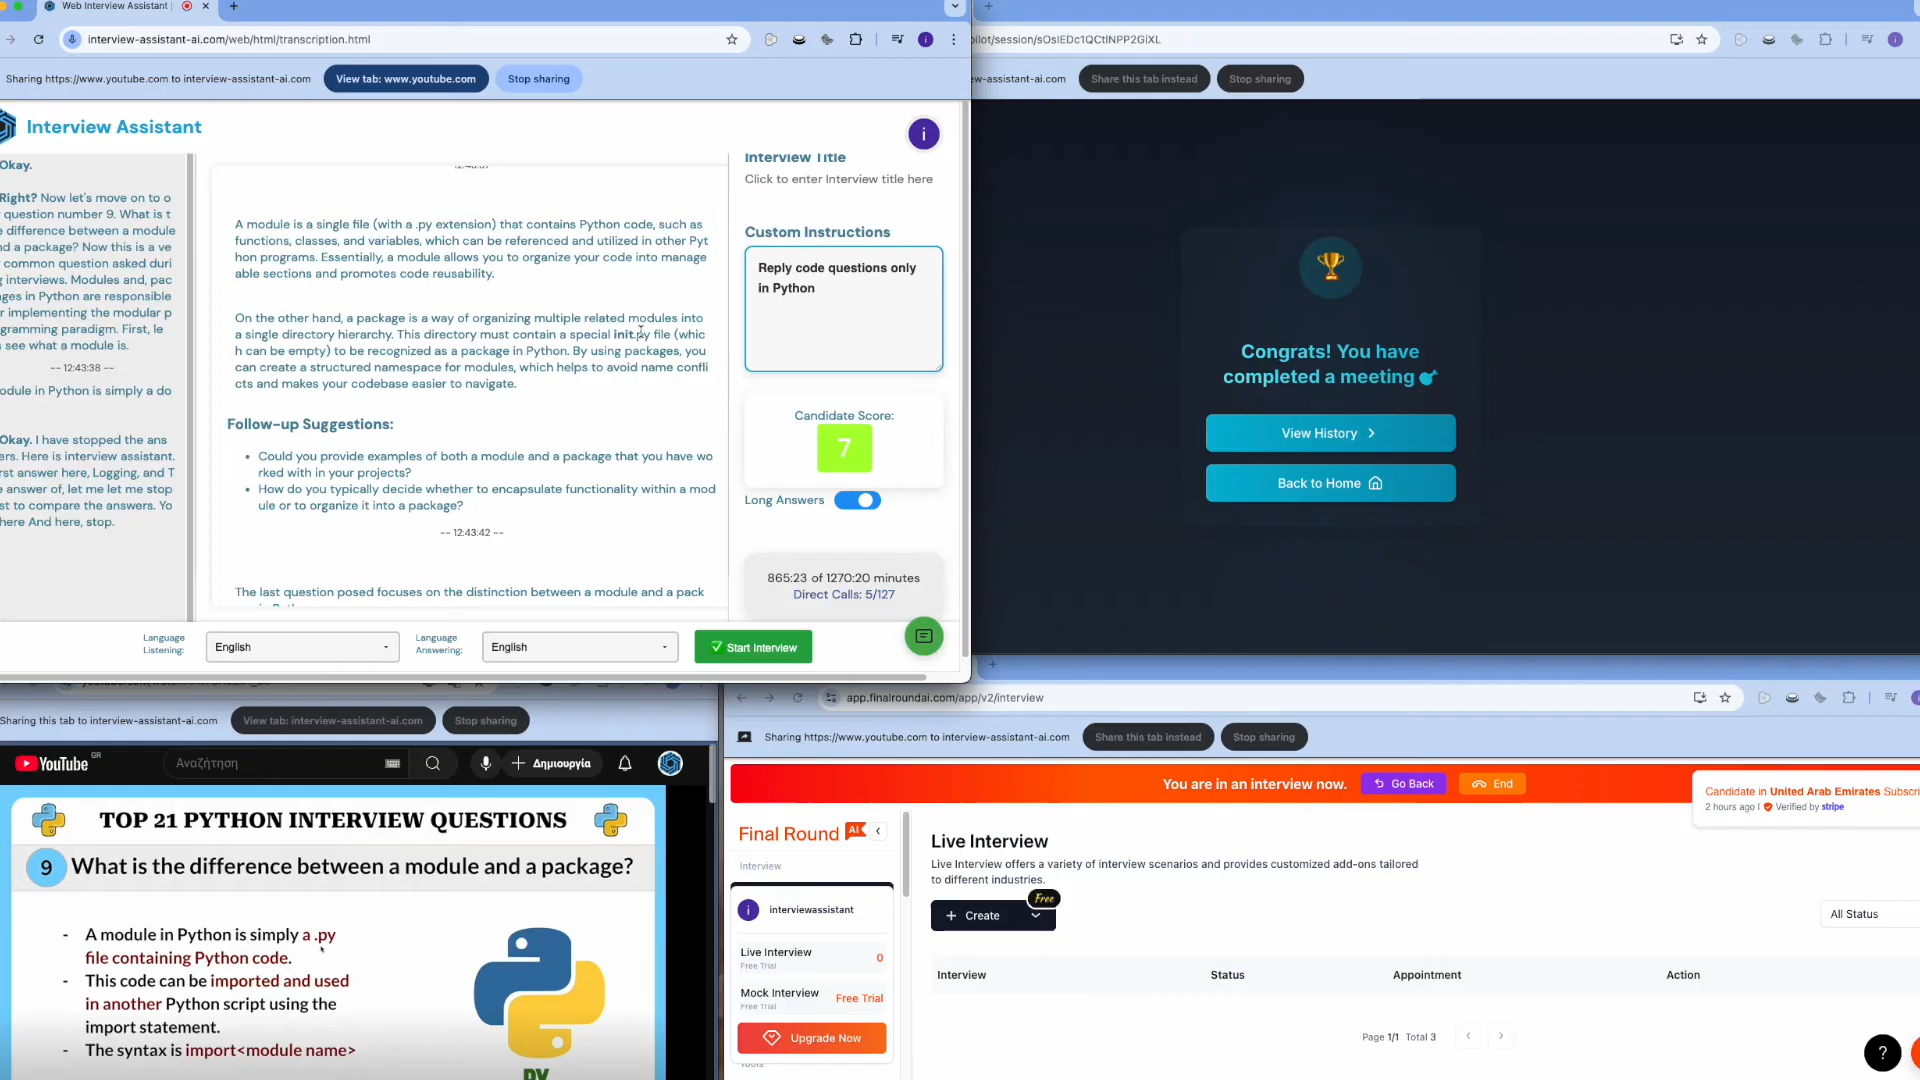 Web Interview Assistant
interview-assistant-ai.com/web/html/transcription.html
Sharing https://www.youtube.com to interview-assistant-ai.com
View tab: www.youtube.com
Stop sharing
Interview Assistant
i
Okay.
Right? Now let's move on to o
question number 9. What is t
e difference between a module
nd a package? Now this is a ve
common question asked duri
g interviews. Modules and, pac
ages in Python are responsible
r implementing the modular p
gramming paradigm. First, le
s see what a module is.
-- 12:43:38 --
odule in Python is simply a do
Okay. I have stopped the ans
ers. Here is interview assistant.
rst answer here, Logging, and T
e answer of, let me let me stop
st to compare the answers. Yo
here And here, stop.
A module is a single file (with a .py extension) that contains Python code, such as
functions, classes, and variables, which can be referenced and utilized in other Pyt
hon programs. Essentially, a module allows you to organize your code into manage
able sections and promotes code reusability.
On the other hand, a package is a way of organizing multiple related modules into
a single directory hierarchy. This directory must contain a special init.py file (whic
h can be empty) to be recognized as a package in Python. By using packages, you
can create a structured namespace for modules, which helps to avoid name confli
cts and makes your codebase easier to navigate.
Follow-up Suggestions:
Could you provide examples of both a module and a package that you have wo
rked with in your projects?
How do you typically decide whether to encapsulate functionality within a mod
ule or to organize it into a package?
-- 12:43:42 --
The last question posed focuses on the distinction between a module and a pack
Interview Title
Click to enter Interview title here
Custom Instructions
Reply code questions only
in Python
Candidate Score:
7
Long Answers
865:23 of 1270:20 minutes
Direct Calls: 5/127
Language
Listening:
English
Language
Answering:
English
Start Interview
pilot/session/sOsiEDc1QCtlNPP2GiXL
ew-assistant-ai.com
Share this tab instead
Stop sharing
Congrats! You have
completed a meeting
View History
Back to Home
Sharing this tab to interview-assistant-ai.com
View tab: interview-assistant-ai.com
Stop sharing
YouTube GR
Αναζήτηση
Δημιουργία
TOP 21 PYTHON INTERVIEW QUESTIONS
9 What is the difference between a module and a package?
- A module in Python is simply a .py
file containing Python code.
- This code can be imported and used
in another Python script using the
import statement.
- The syntax is import<module name>
PY
app.finalroundai.com/app/v2/interview
Sharing https://www.youtube.com to interview-assistant-ai.com
Share this tab instead
Stop sharing
You are in an interview now.
Go Back
End
Candidate in United Arab Emirates Subscri
2 hours ago | Verified by stripe
Final Round AI
Interview
i interviewassistant
Live Interview
Free Trial
0
Mock Interview
Free Trial
Free Trial
Upgrade Now
Tools
Live Interview
Live Interview offers a variety of interview scenarios and provides customized add-ons tailored
to different industries.
Free
+ Create
All Status
Interview Status Appointment Action
Page 1/1 Total 3
?